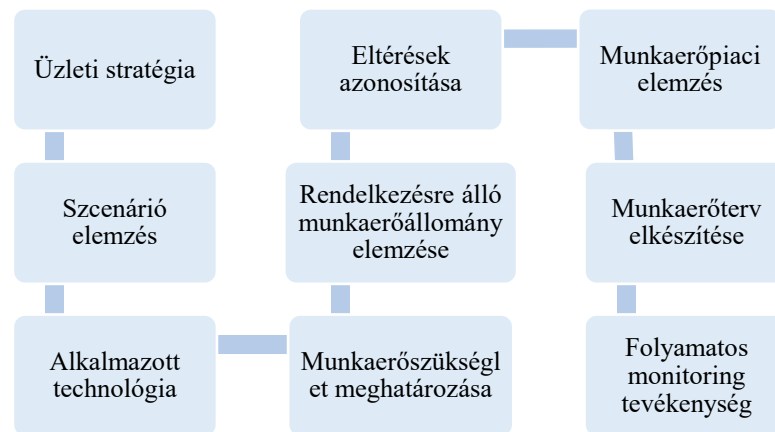 Üzleti stratégia
Szcenárió
elemzés
Alkalmazott
technológia
Munkaerőszükségl
et meghatározása
Rendelkezésre álló
munkaerőállomány
elemzése
Eltérések
azonosítása
Munkaerőpiaci
elemzés
Munkaerőterv
elkészítése
Folyamatos
monitoring
tevékenység